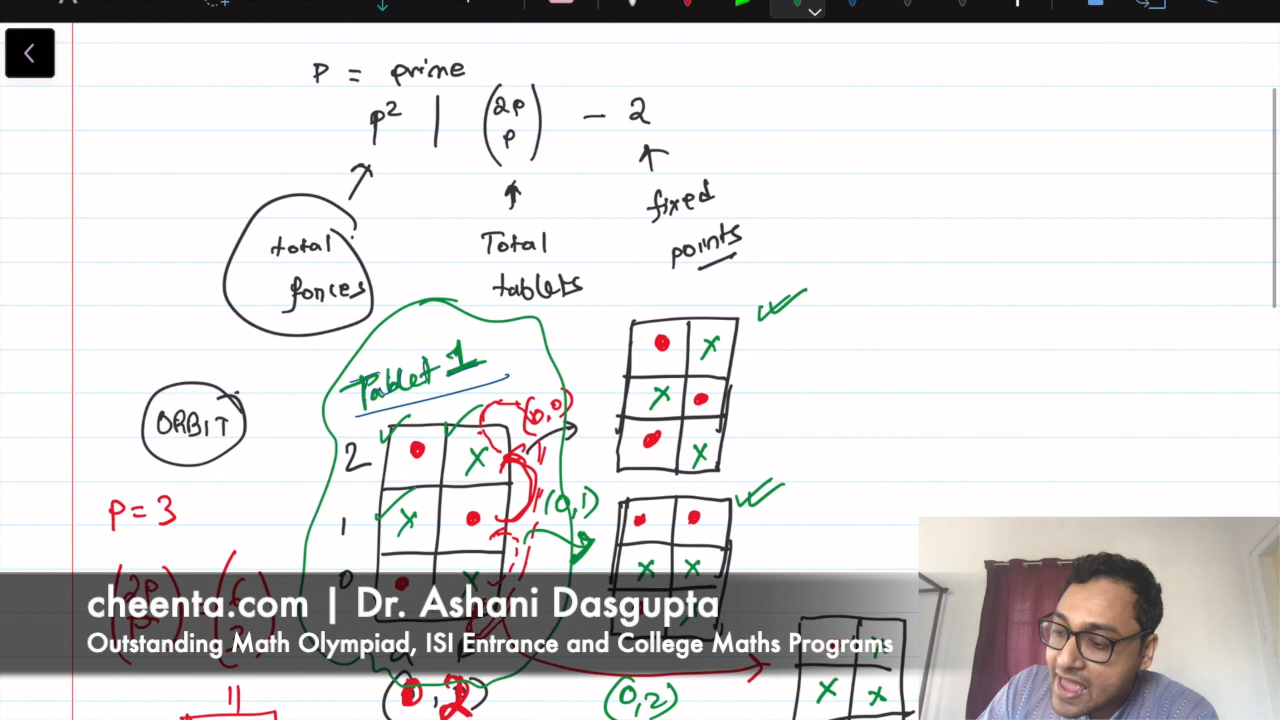 P = prime
p² | (2p p) - 2
total forces
Total tablets
fixed points
Tablet 1
ORBIT
(0,0)
2
x
x
x
x
1
x
(0,1)
P = 3
x x
0
cheenta.com | Dr. Ashani Dasgupta
Outstanding Math Olympiad, ISI Entrance and College Maths Programs
(0,2)
x x